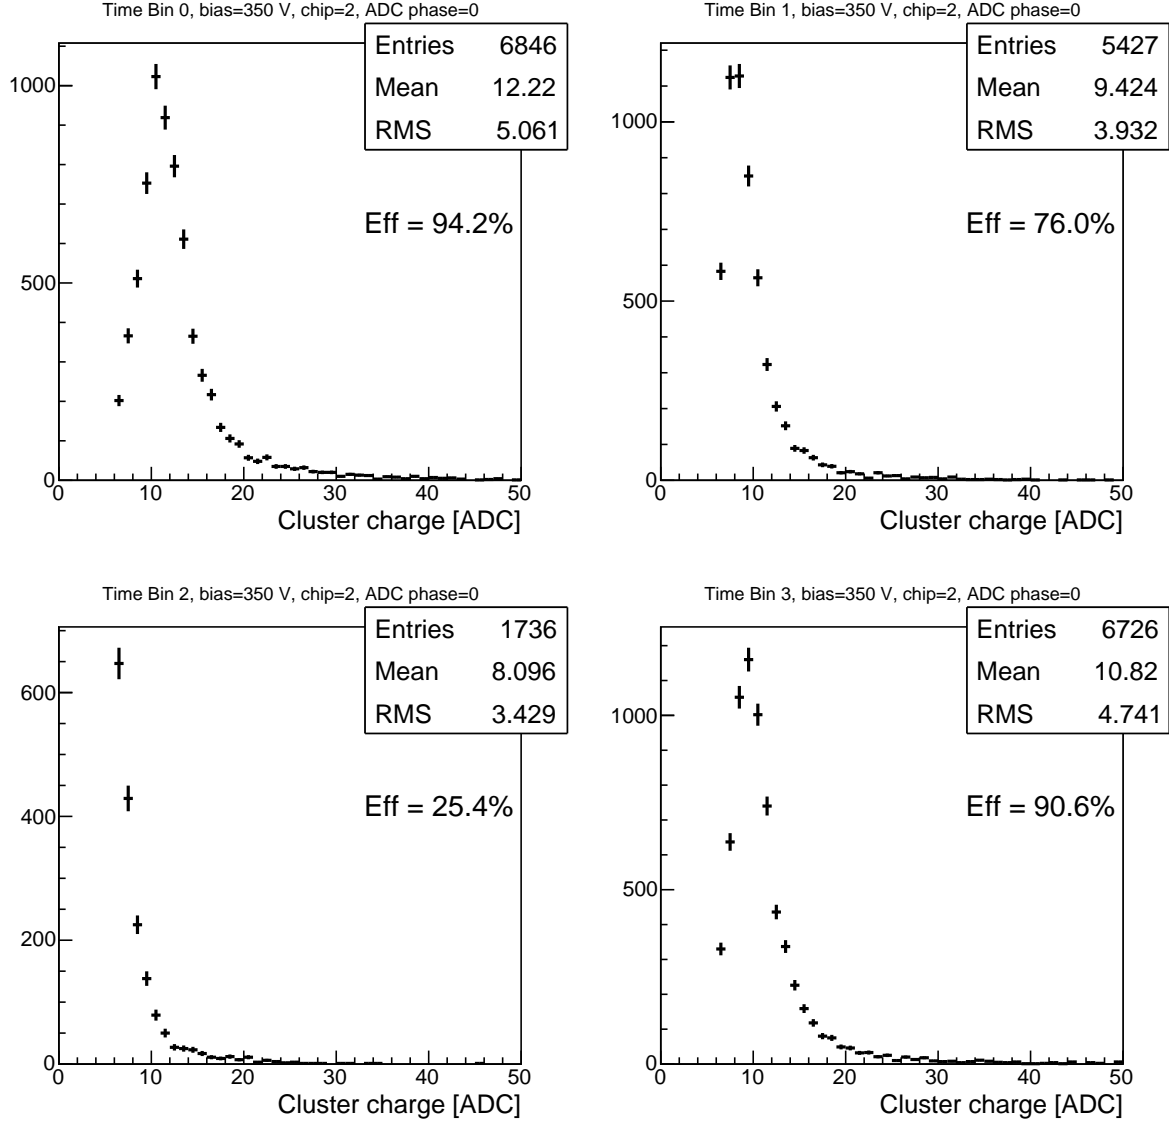 Time Bin 0, bias=350 V, chip=2, ADC phase=0
Entries 6846
Mean 12.22
RMS 5.061
Eff = 94.2%
1000
500
0
0 10 20 30 40 50
Cluster charge [ADC]
Time Bin 1, bias=350 V, chip=2, ADC phase=0
Entries 5427
Mean 9.424
RMS 3.932
Eff = 76.0%
1000
500
0
0 10 20 30 40 50
Cluster charge [ADC]
Time Bin 2, bias=350 V, chip=2, ADC phase=0
Entries 1736
Mean 8.096
RMS 3.429
Eff = 25.4%
600
400
200
0
0 10 20 30 40 50
Cluster charge [ADC]
Time Bin 3, bias=350 V, chip=2, ADC phase=0
Entries 6726
Mean 10.82
RMS 4.741
Eff = 90.6%
1000
500
0
0 10 20 30 40 50
Cluster charge [ADC]